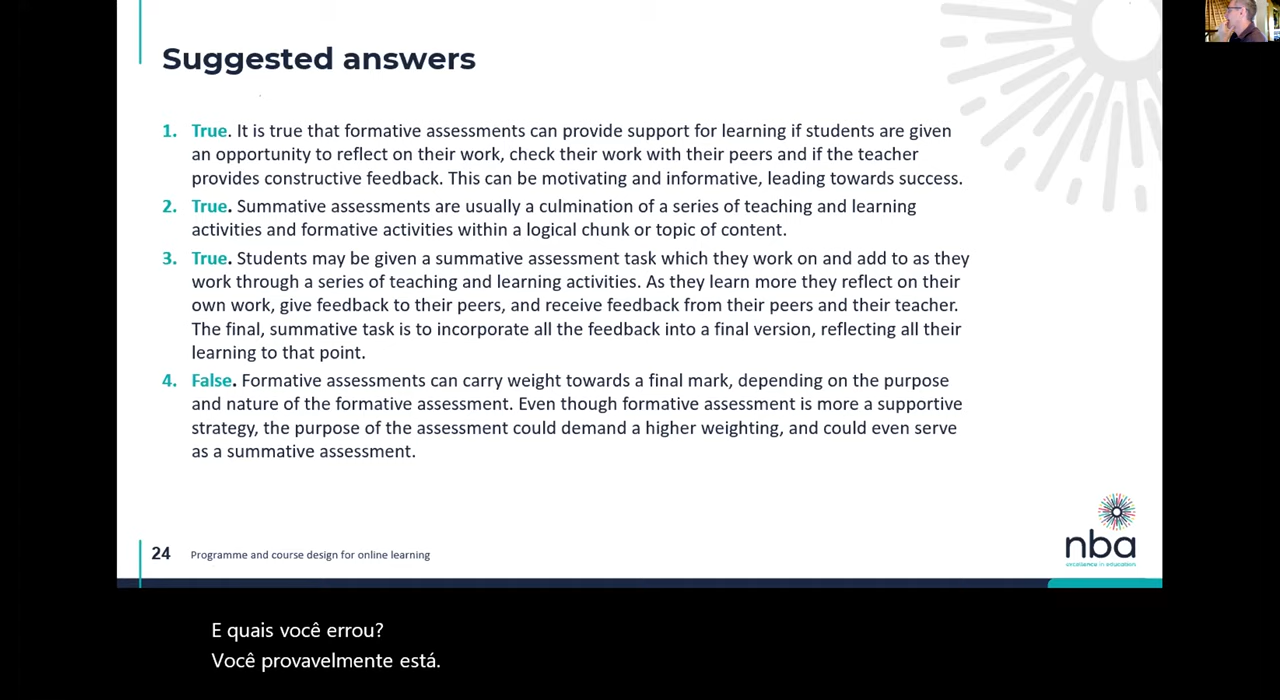 Suggested answers
1. True. It is true that formative assessments can provide support for learning if students are given
an opportunity to reflect on their work, check their work with their peers and if the teacher
provides constructive feedback. This can be motivating and informative, leading towards success.
2. True. Summative assessments are usually a culmination of a series of teaching and learning
activities and formative activities within a logical chunk or topic of content.
3. True. Students may be given a summative assessment task which they work on and add to as they
work through a series of teaching and learning activities. As they learn more they reflect on their
own work, give feedback to their peers, and receive feedback from their peers and their teacher.
The final, summative task is to incorporate all the feedback into a final version, reflecting all their
learning to that point.
4. False. Formative assessments can carry weight towards a final mark, depending on the purpose
and nature of the formative assessment. Even though formative assessment is more a supportive
strategy, the purpose of the assessment could demand a higher weighting, and could even serve
as a summative assessment.
nba
excellence in education
24 Programme and course design for online learning
E quais você errou?
Você provavelmente está.